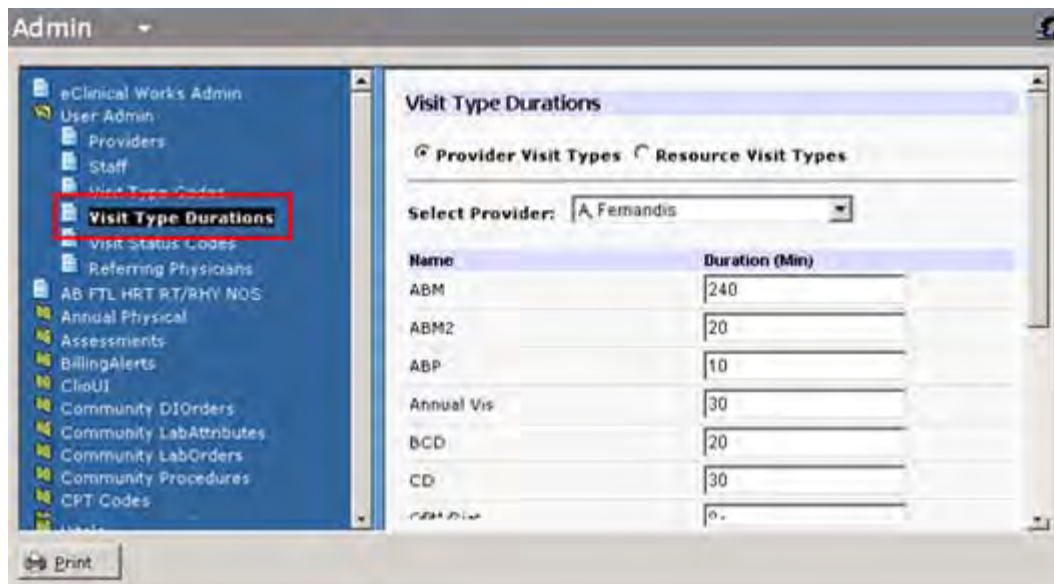 Admin
eClinical Works Admin
User Admin
Providers
Staff
Visit Type Codes
Visit Type Durations
Visit Status Codes
Referring Physicians
AB FTL HRT RT/RHY NOS
Annual Physical
Assessments
BillingAlerts
ClioUI
Community DIOrders
Community LabAttributes
Community LabOrders
Community Procedures
CPT Codes
Visit Type Durations
Provider Visit Types Resource Visit Types
Select Provider: A, Fernandis
Name Duration (Min)
ABM 240
ABM2 20
ABP 10
Annual Vis 30
BCD 20
CD 30
Print